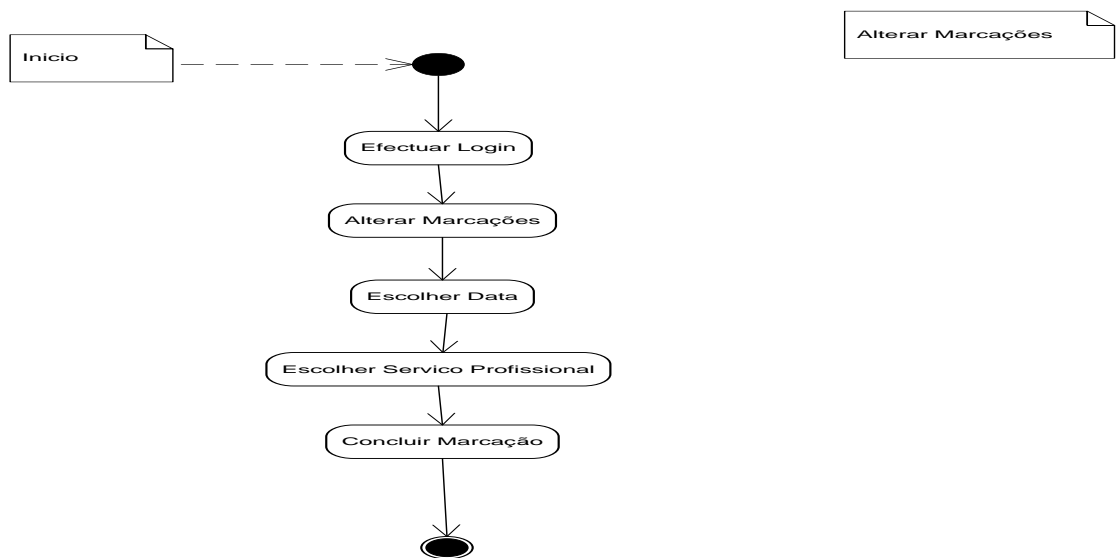 Inicio
Alterar Marcações
Efectuar Login
Alterar Marcações
Escolher Data
Escolher Servico Profissional
Concluir Marcação